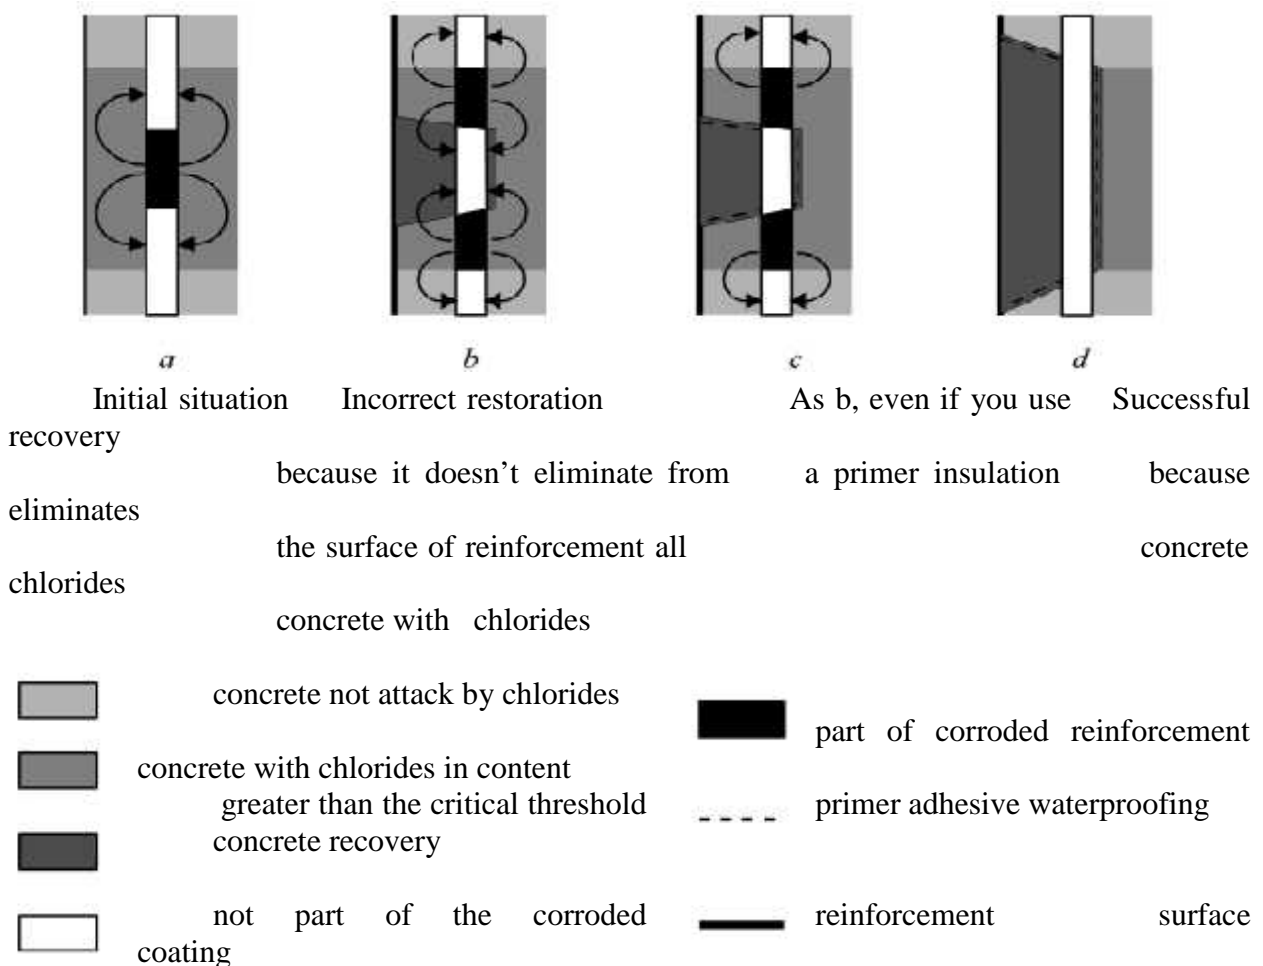 a b c d
Initial situation Incorrect restoration As b, even if you use Successful
recovery
because it doesn't eliminate from a primer insulation because
eliminates
the surface of reinforcement all concrete
chlorides
concrete with chlorides
concrete not attack by chlorides
part of corroded reinforcement
concrete with chlorides in content
greater than the critical threshold
primer adhesive waterproofing
concrete recovery
not part of the corroded
coating
reinforcement surface